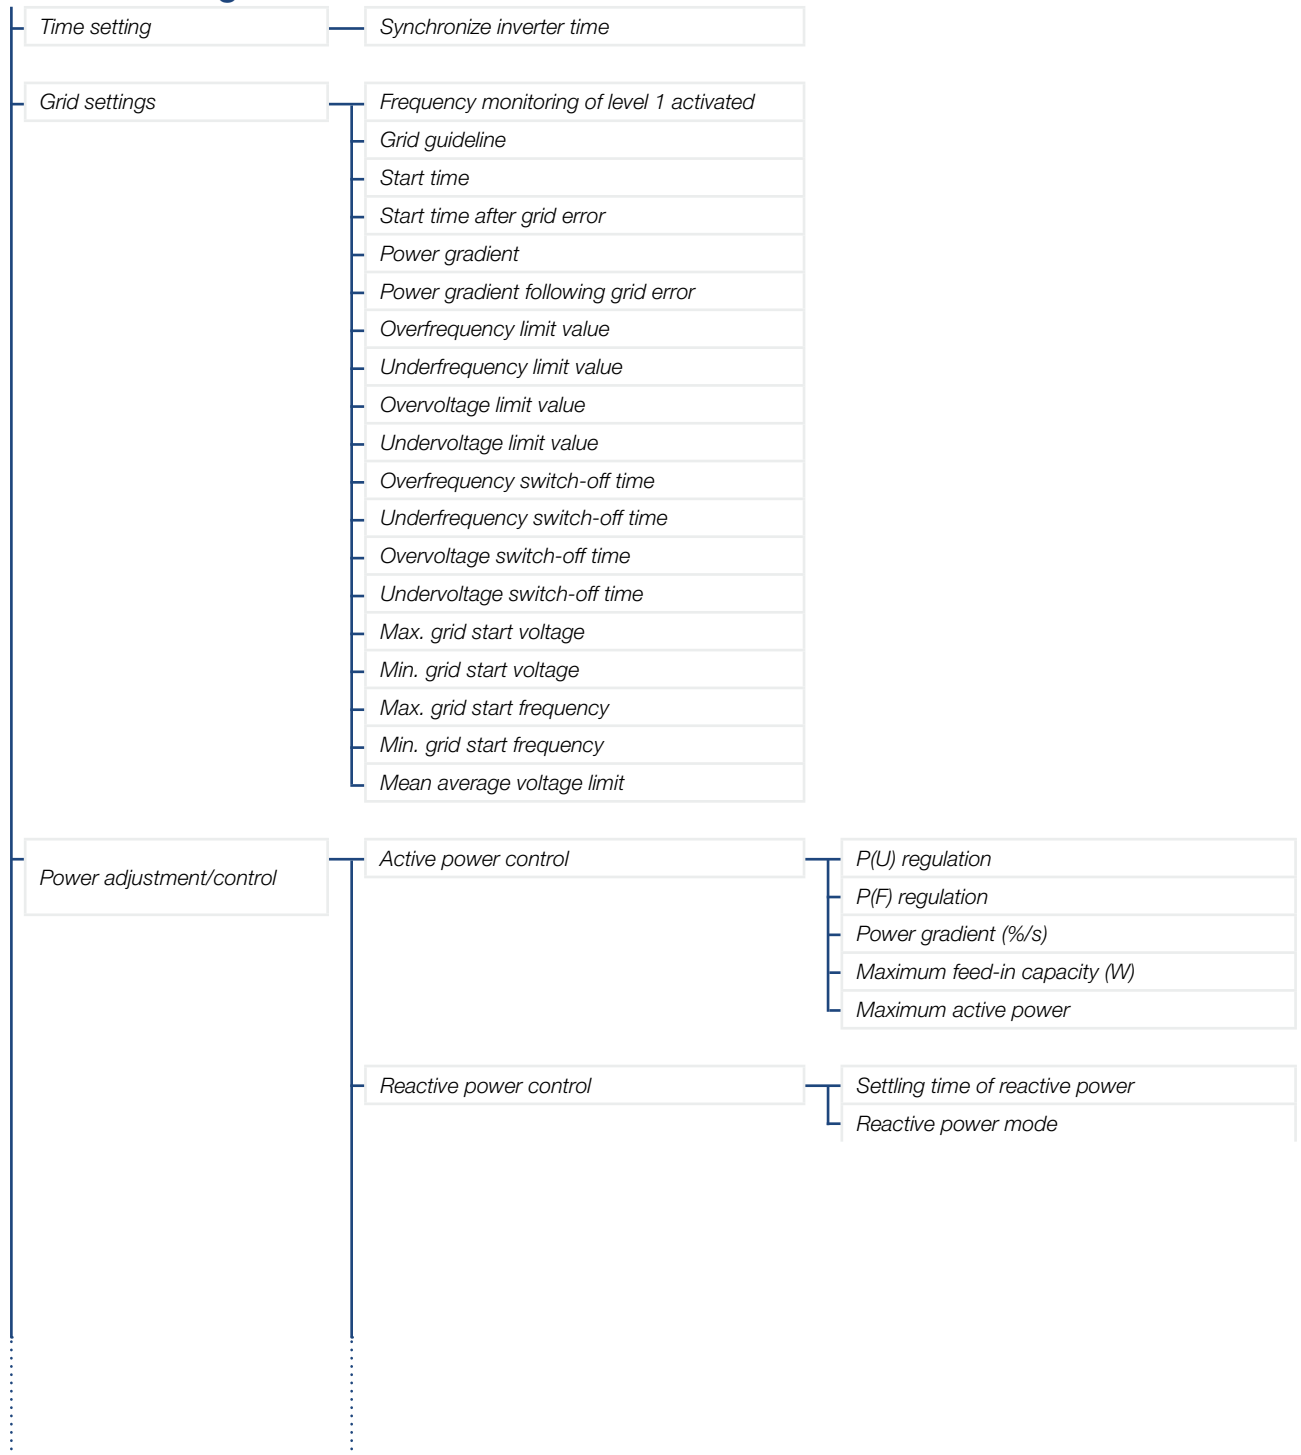 Time setting
Synchronize inverter time
Grid settings
Frequency monitoring of level 1 activated
Grid guideline
Start time
Start time after grid error
Power gradient
Power gradient following grid error
Overfrequency limit value
Underfrequency limit value
Overvoltage limit value
Undervoltage limit value
Overfrequency switch-off time
Underfrequency switch-off time
Overvoltage switch-off time
Undervoltage switch-off time
Max. grid start voltage
Min. grid start voltage
Max. grid start frequency
Min. grid start frequency
Mean average voltage limit
Power adjustment/control
Active power control
P(U) regulation
P(F) regulation
Power gradient (%/s)
Maximum feed-in capacity (W)
Maximum active power
Reactive power control
Settling time of reactive power
Reactive power mode